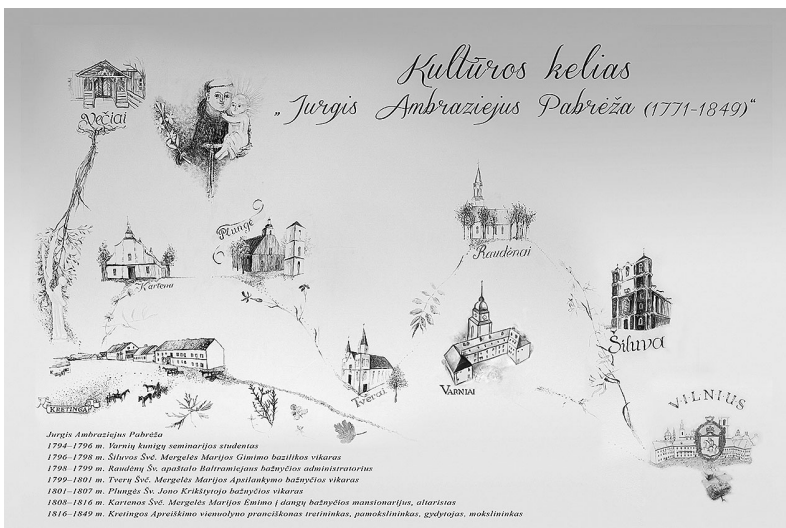 Kultūros kelias
„Jurgis Ambraziejus Pabrėža (1771-1849)“
Večiai
Plungė
Raudėnai
Kartena
Šiluva
Tverai
VARNIAI
VILNIUS
KRETINGA
Jurgis Ambraziejus Pabrėža
1794–1796 m. Varnių kunigų seminarijos studentas
1796–1798 m. Šiluvos Švč. Mergelės Marijos Gimimo bazilikos vikaras
1798–1799 m. Raudėnų Šv. apaštalo Baltramiejaus bažnyčios administratorius
1799–1801 m. Tverų Švč. Mergelės Marijos Apsilankymo bažnyčios vikaras
1801–1807 m. Plungės Šv. Jono Krikštytojo bažnyčios vikaras
1808–1816 m. Kartenos Švč. Mergelės Marijos Ėmimo į dangų bažnyčios mansionarijus, altaristas
1816–1849 m. Kretingos Apreiškimo vienuolyno pranciškonas tretininkas, pamokslininkas, gydytojas, mokslininkas